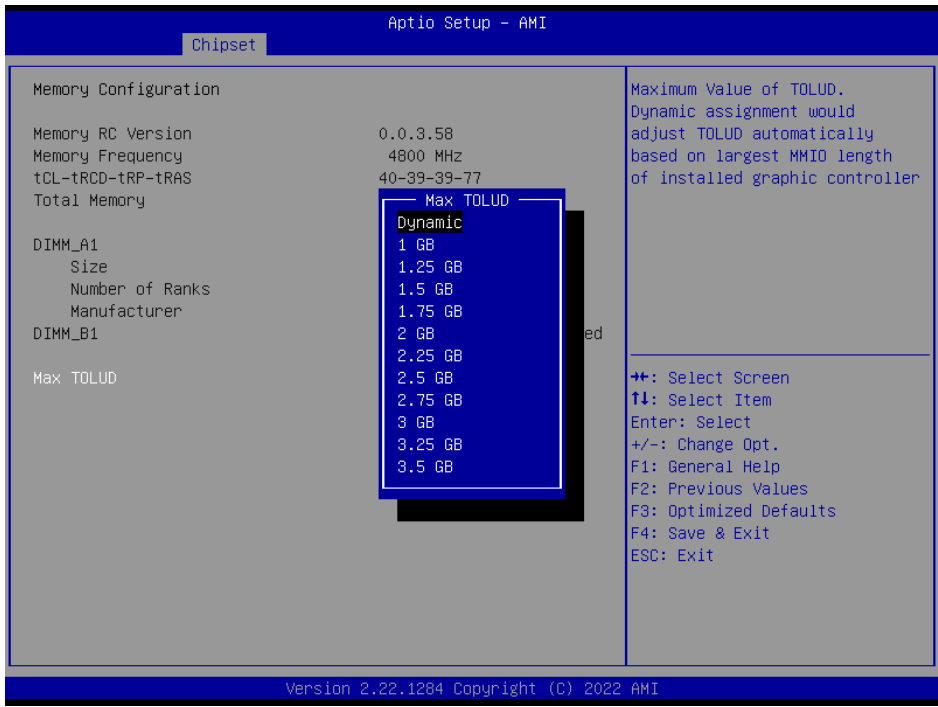 Aptio Setup – AMI
Chipset
Memory Configuration
Memory RC Version 0.0.3.58
Memory Frequency 4800 MHz
tCL-tRCD-tRP-tRAS 40-39-39-77
Total Memory
DIMM_A1
Size
Number of Ranks
Manufacturer
DIMM_B1 ed
Max TOLUD
Max TOLUD
Dynamic
1 GB
1.25 GB
1.5 GB
1.75 GB
2 GB
2.25 GB
2.5 GB
2.75 GB
3 GB
3.25 GB
3.5 GB
Maximum Value of TOLUD.
Dynamic assignment would
adjust TOLUD automatically
based on largest MMIO length
of installed graphic controller
→←: Select Screen
↑↓: Select Item
Enter: Select
+/-: Change Opt.
F1: General Help
F2: Previous Values
F3: Optimized Defaults
F4: Save & Exit
ESC: Exit
Version 2.22.1284 Copyright (C) 2022 AMI